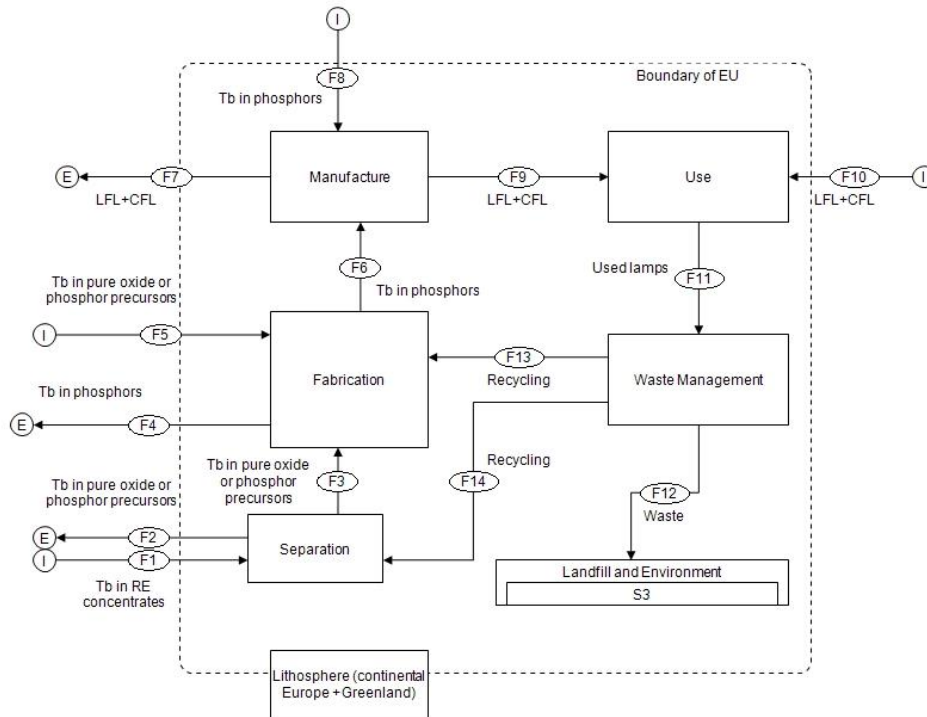 I
Boundary of EU
F8
Tb in phosphors
E
F7
LFL+CFL
Manufacture
F9
LFL+CFL
Use
F10
LFL+CFL
I
F6
Tb in phosphors
Used lamps
F11
Tb in pure oxide or
phosphor precursors
I
F5
Fabrication
F13
Recycling
Waste Management
Tb in phosphors
E
F4
Tb in pure oxide
or phosphor
precursors
F3
Recycling
F14
F12
Waste
Tb in pure oxide or
phosphor precursors
E
F2
I
F1
Separation
Tb in RE
concentrates
Landfill and Environment
S3
Lithosphere (continental
Europe + Greenland)